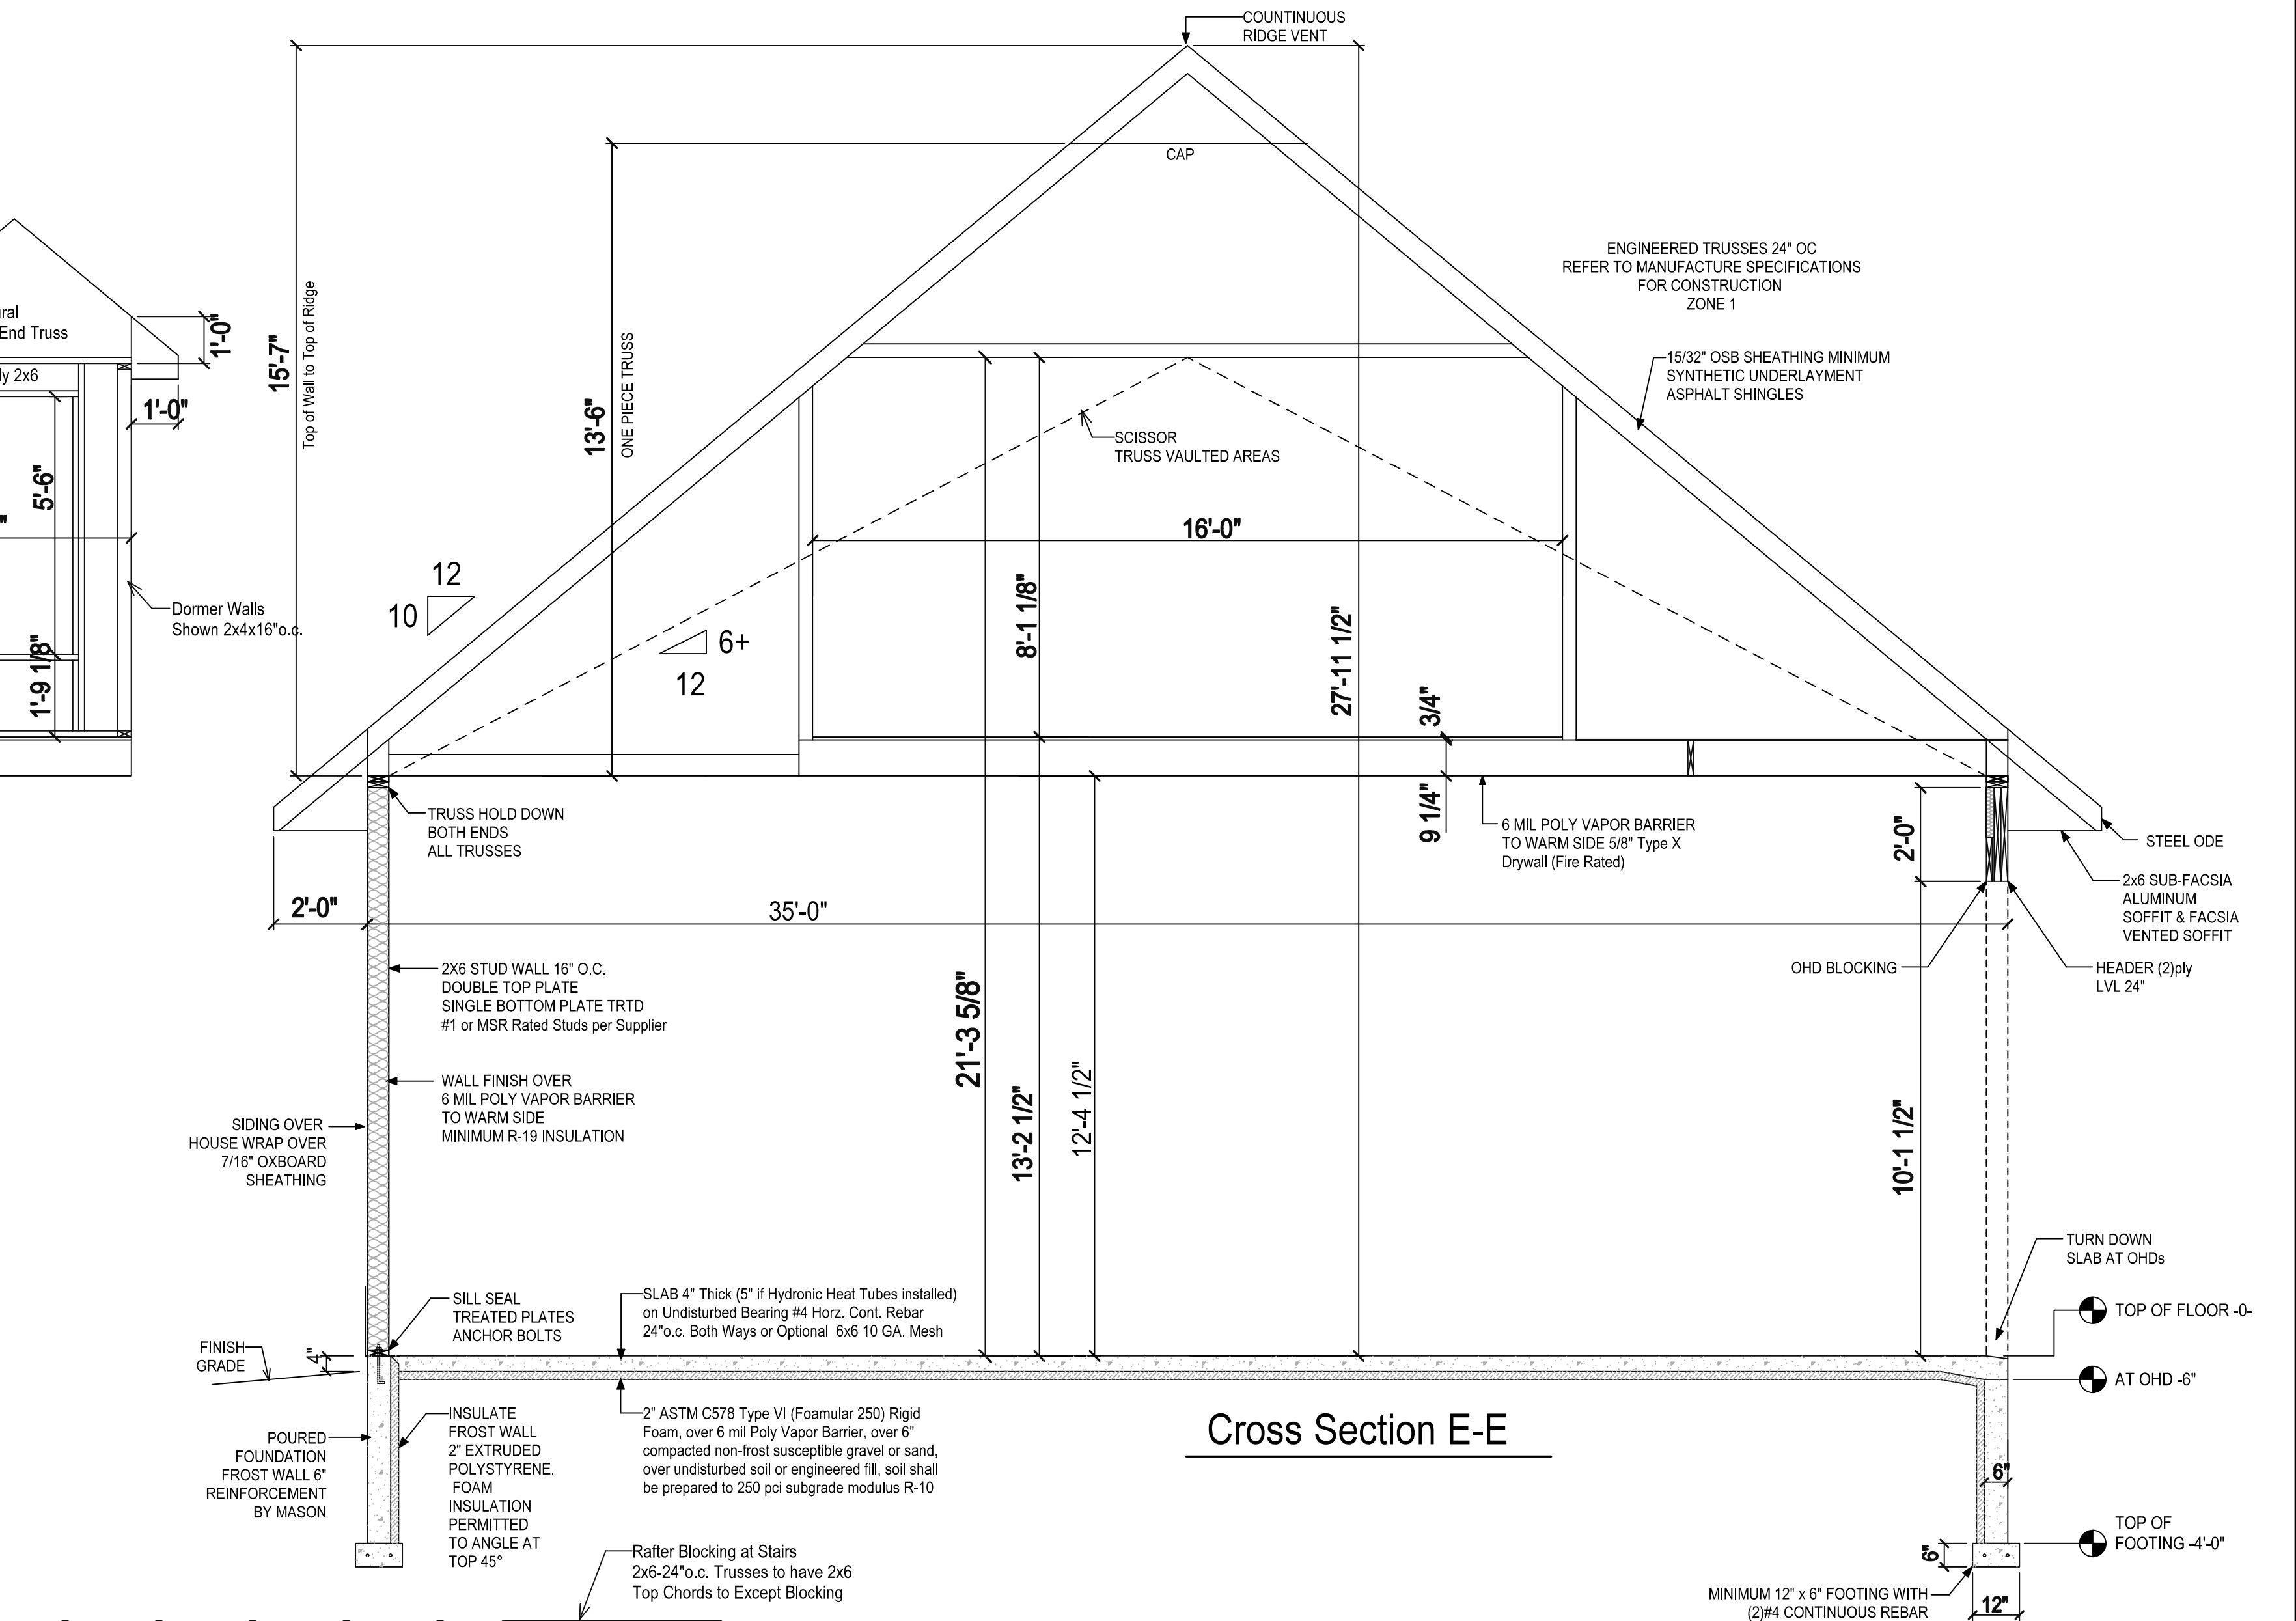 COUNTINUOUS
RIDGE VENT
15'-7"
Top of Wall to Top of Ridge
13'-6"
ONE PIECE TRUSS
CAP
ENGINEERED TRUSSES 24" OC
REFER TO MANUFACTURE SPECIFICATIONS
FOR CONSTRUCTION
ZONE 1
15/32" OSB SHEATHING MINIMUM
SYNTHETIC UNDERLAYMENT
ASPHALT SHINGLES
End Truss
1'-0"
1'-0"
2x6
5'-6"
1'-9 1/8"
Dormer Walls
Shown 2x4x16"o.c.
SCISSOR
TRUSS VAULTED AREAS
16'-0"
12
10
6+
12
8'-1 1/8"
27'-11 1/2"
3/4"
9 1/4"
TRUSS HOLD DOWN
BOTH ENDS
ALL TRUSSES
6 MIL POLY VAPOR BARRIER
TO WARM SIDE 5/8" Type X
Drywall (Fire Rated)
2'-0"
STEEL ODE
2x6 SUB-FACSIA
ALUMINUM
SOFFIT & FACSIA
VENTED SOFFIT
2'-0"
35'-0"
OHD BLOCKING
HEADER (2)ply
LVL 24"
2X6 STUD WALL 16" O.C.
DOUBLE TOP PLATE
SINGLE BOTTOM PLATE TRTD
#1 or MSR Rated Studs per Supplier
21'-3 5/8"
13'-2 1/2"
12'-4 1/2"
10'-1 1/2"
WALL FINISH OVER
6 MIL POLY VAPOR BARRIER
TO WARM SIDE
MINIMUM R-19 INSULATION
SIDING OVER
HOUSE WRAP OVER
7/16" OXBOARD
SHEATHING
TURN DOWN
SLAB AT OHDs
SILL SEAL
TREATED PLATES
ANCHOR BOLTS
SLAB 4" Thick (5" if Hydronic Heat Tubes installed)
on Undisturbed Bearing #4 Horz. Cont. Rebar
24"o.c. Both Ways or Optional 6x6 10 GA. Mesh
TOP OF FLOOR -0-
FINISH
GRADE
4"
AT OHD -6"
POURED
FOUNDATION
FROST WALL 6"
REINFORCEMENT
BY MASON
INSULATE
FROST WALL
2" EXTRUDED
POLYSTYRENE.
FOAM
INSULATION
PERMITTED
TO ANGLE AT
TOP 45°
2" ASTM C578 Type VI (Foamular 250) Rigid
Foam, over 6 mil Poly Vapor Barrier, over 6"
compacted non-frost susceptible gravel or sand,
over undisturbed soil or engineered fill, soil shall
be prepared to 250 pci subgrade modulus R-10
Cross Section E-E
6"
TOP OF
FOOTING -4'-0"
6"
Rafter Blocking at Stairs
2x6-24"o.c. Trusses to have 2x6
Top Chords to Except Blocking
MINIMUM 12" x 6" FOOTING WITH
(2)#4 CONTINUOUS REBAR
12"